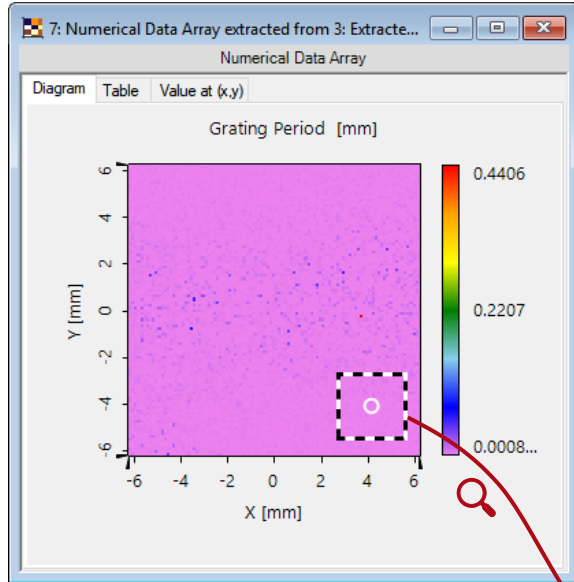 7: Numerical Data Array extracted from 3: Extracte...
Numerical Data Array
Diagram Table Value at (x,y)
Grating Period [mm]
6
4
2
0
-2
-4
-6
Y [mm]
-6 -4 -2 0 2 4 6
X [mm]
0.4406
0.2207
0.0008...